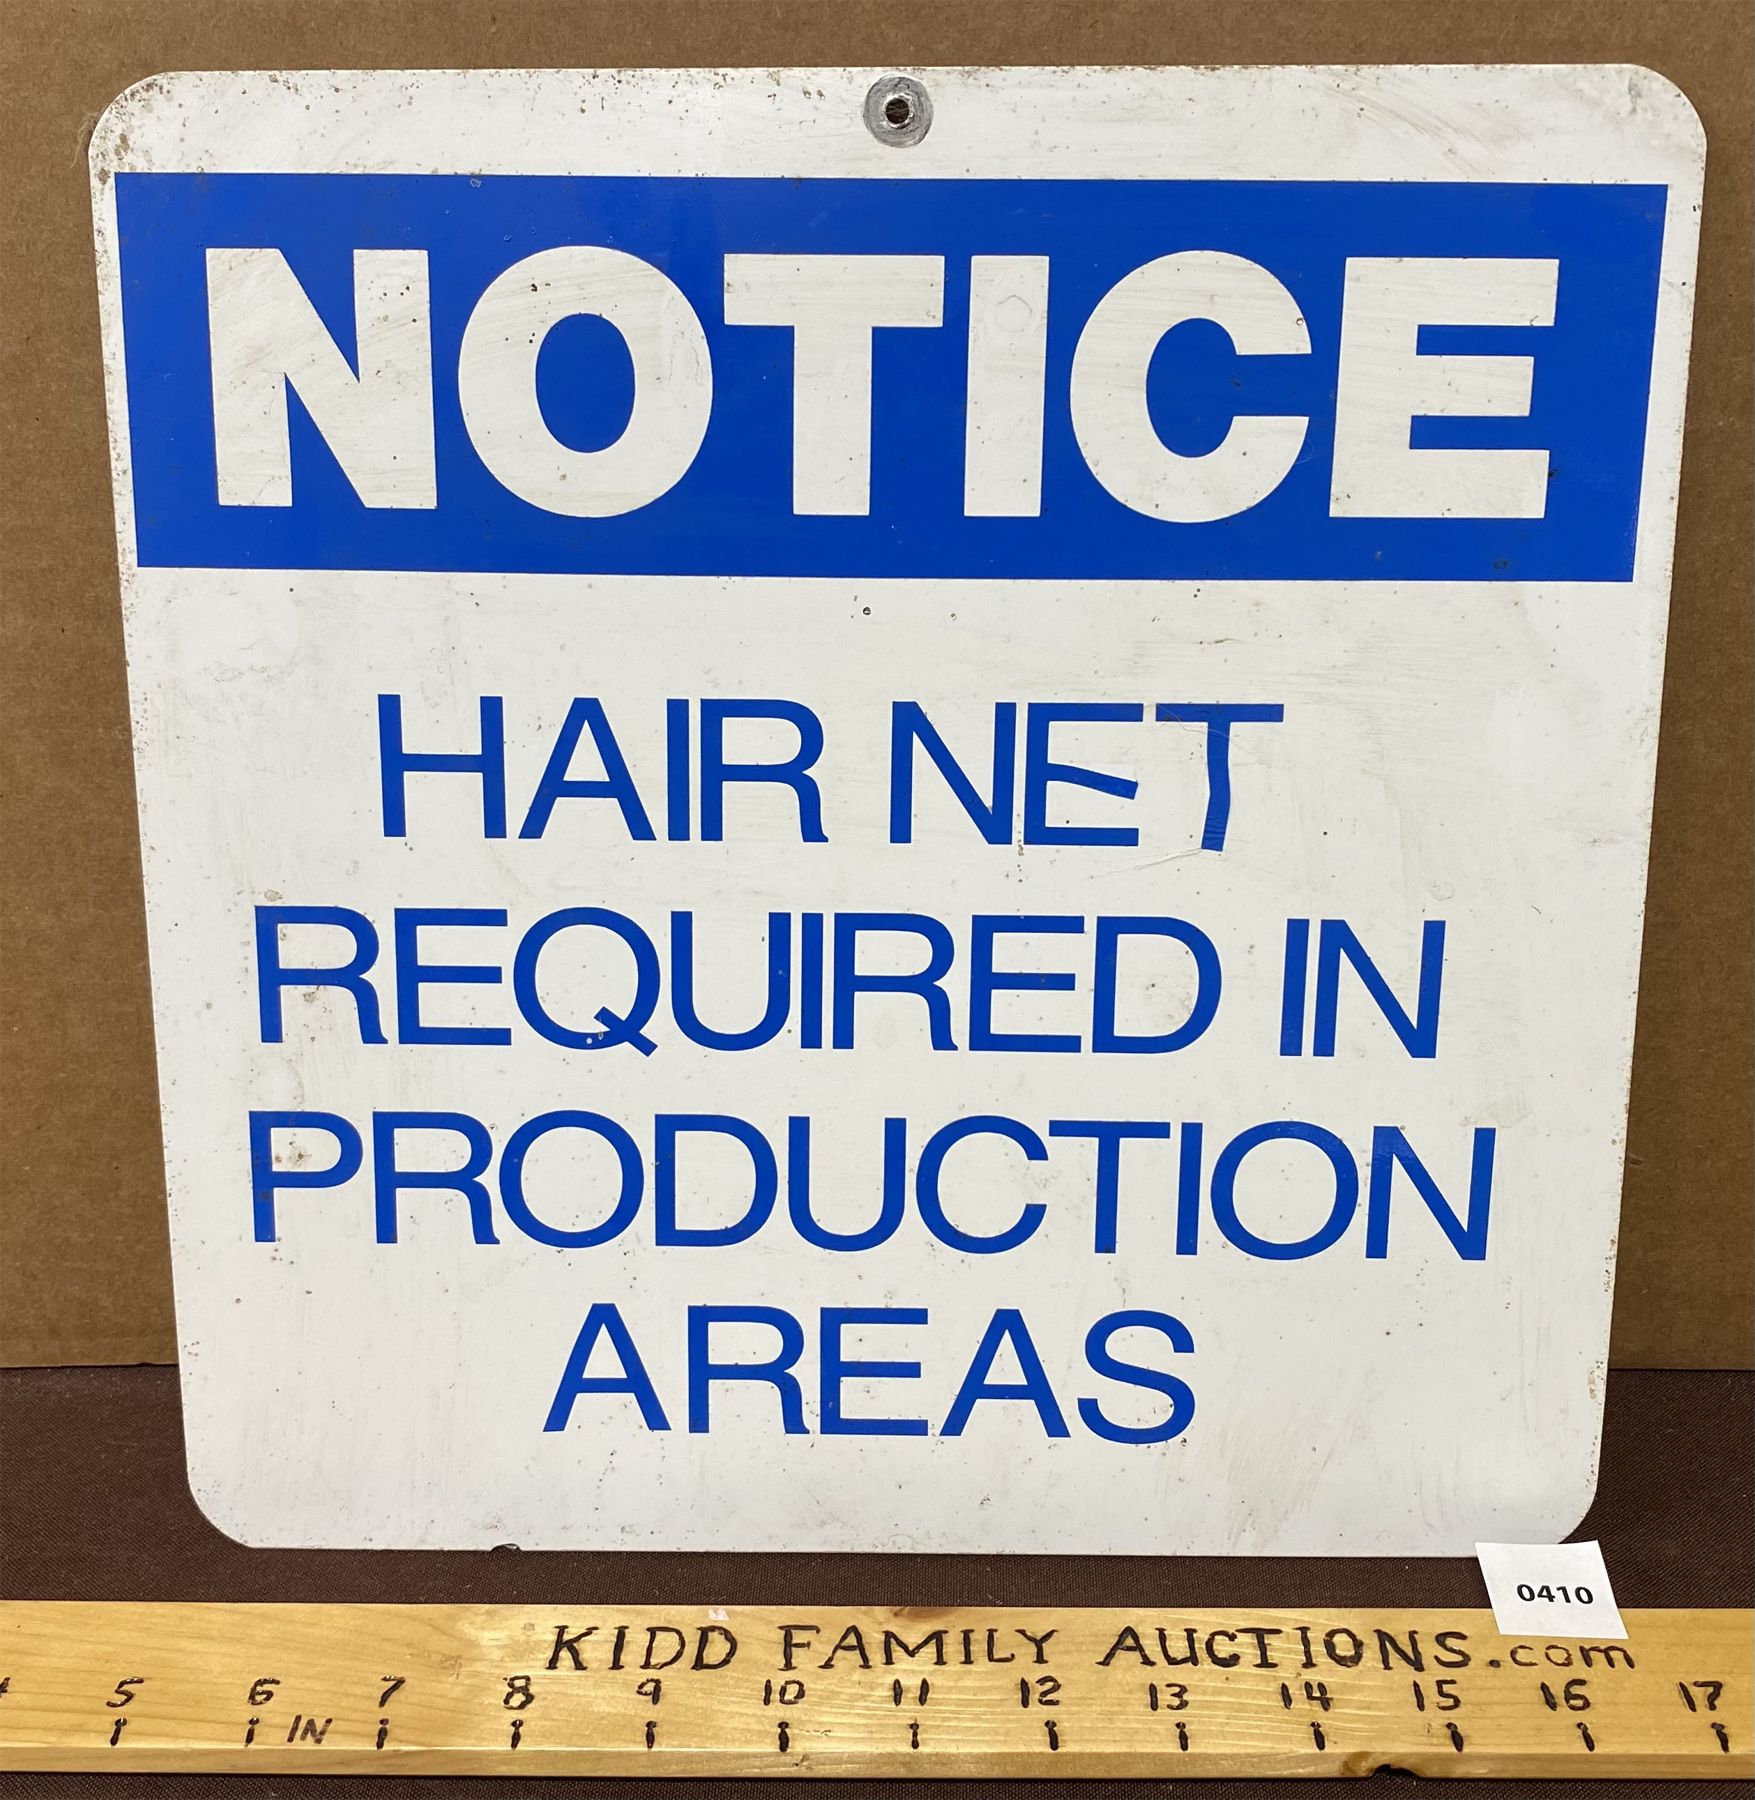 NOTICE
HAIR NET
REQUIRED IN
PRODUCTION
AREAS
0410
KIDD FAMILY AUCTIONS.com
5 6 7 8 9 10 11 12 13 14 15 16 17
IN